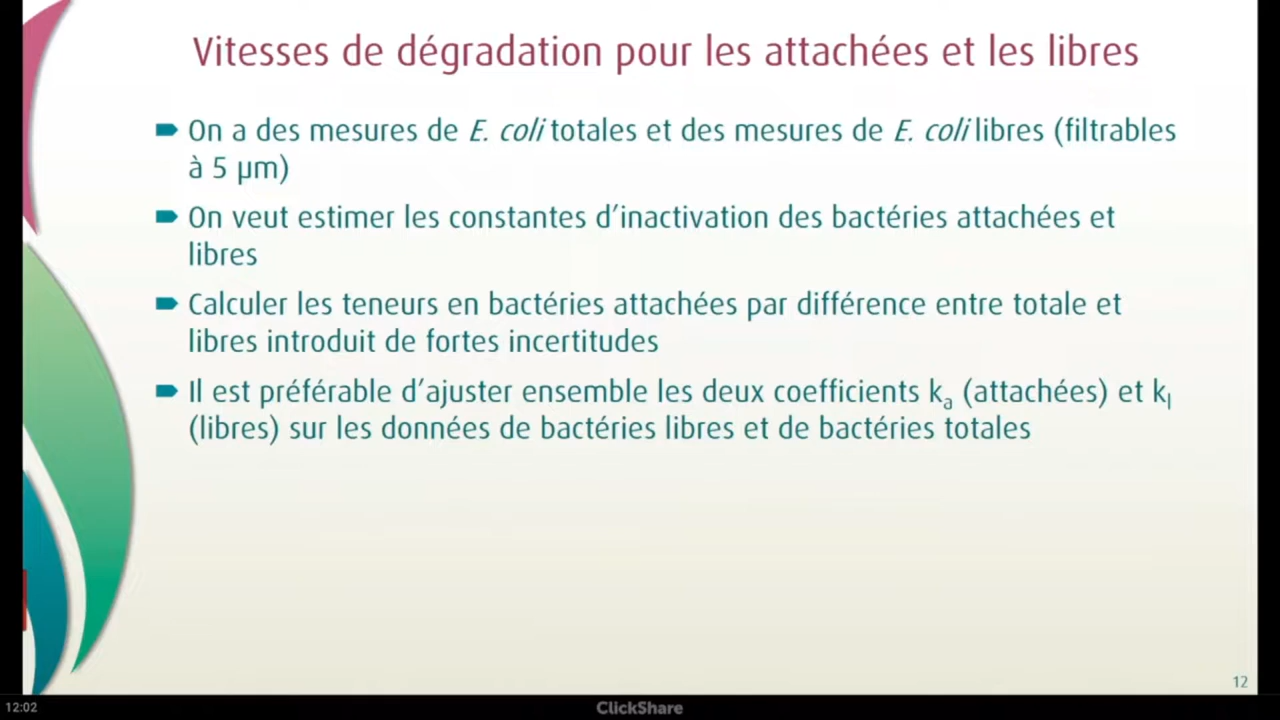 Vitesses de dégradation pour les attachées et les libres
On a des mesures de E. coli totales et des mesures de E. coli libres (filtrables
à 5 µm)
On veut estimer les constantes d’inactivation des bactéries attachées et
libres
Calculer les teneurs en bactéries attachées par différence entre totale et
libres introduit de fortes incertitudes
Il est préférable d’ajuster ensemble les deux coefficients ka (attachées) et kl
(libres) sur les données de bactéries libres et de bactéries totales
12
12:02
ClickShare